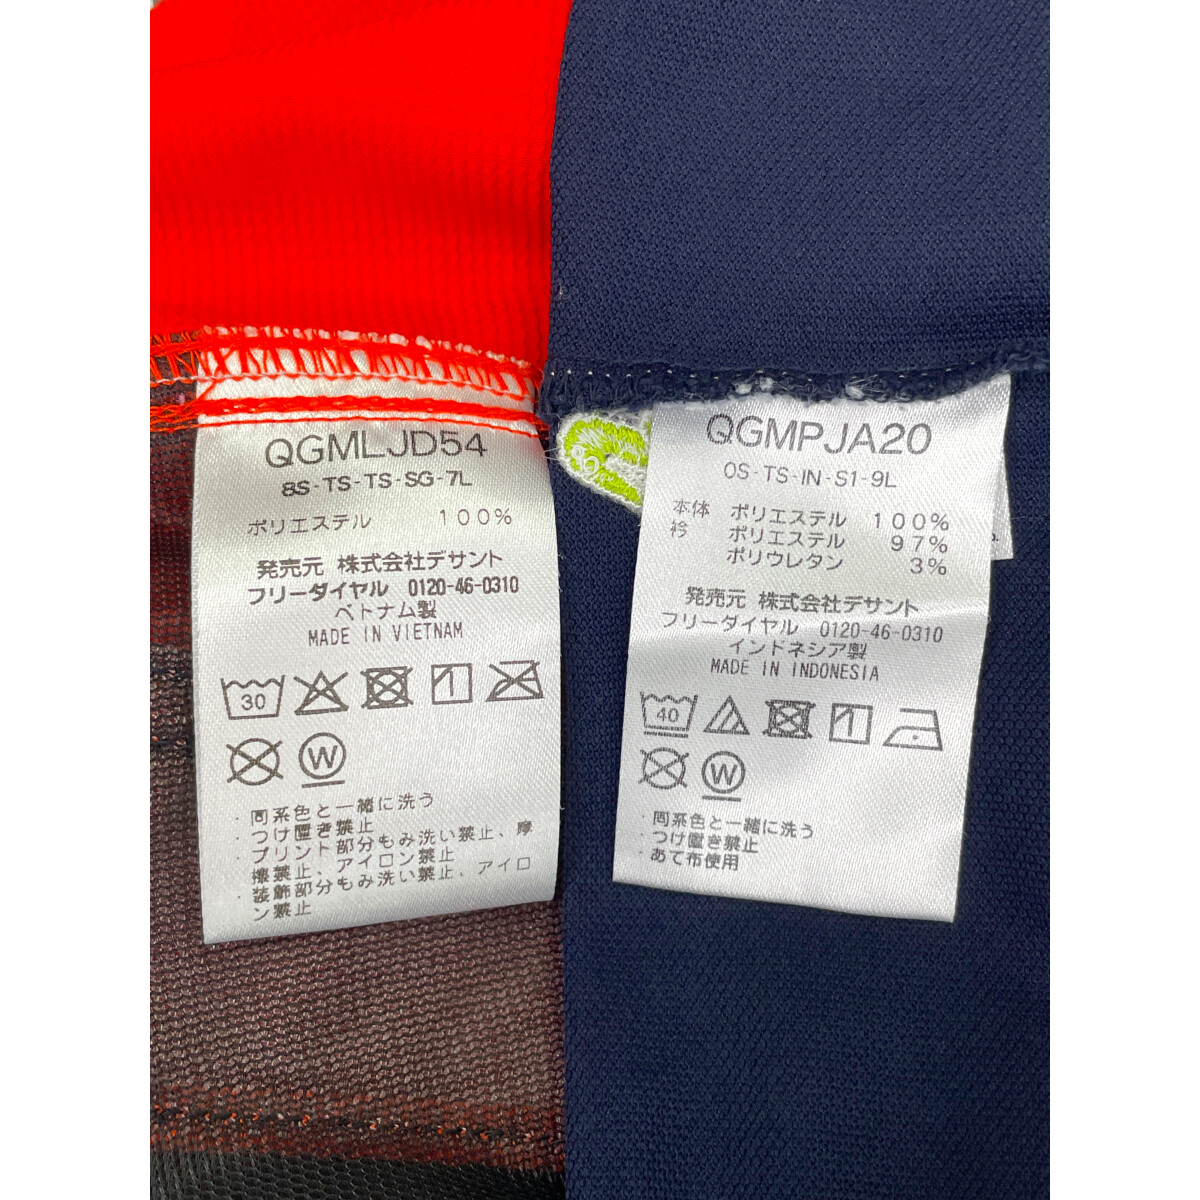 QGMLJD54
8S-TS-TS-SG-7L
ポリエステル 100%
発売元 株式会社デサント
フリーダイヤル 0120-46-0310
ベトナム製
MADE IN VIETNAM
30
1
W
・同系色と一緒に洗う
・つけ置き禁止
・プリント部分もみ洗い禁止、摩
擦禁止、アイロン禁止
・装飾部分もみ洗い禁止、アイロ
ン禁止
QGMPJA20
0S-TS-IN-S1-9L
本体 ポリエステル 100%
衿 ポリエステル 97%
ポリウレタン 3%
発売元 株式会社デサント
フリーダイヤル 0120-46-0310
インドネシア製
MADE IN INDONESIA
40
1
W
・同系色と一緒に洗う
・つけ置き禁止
・あて布使用